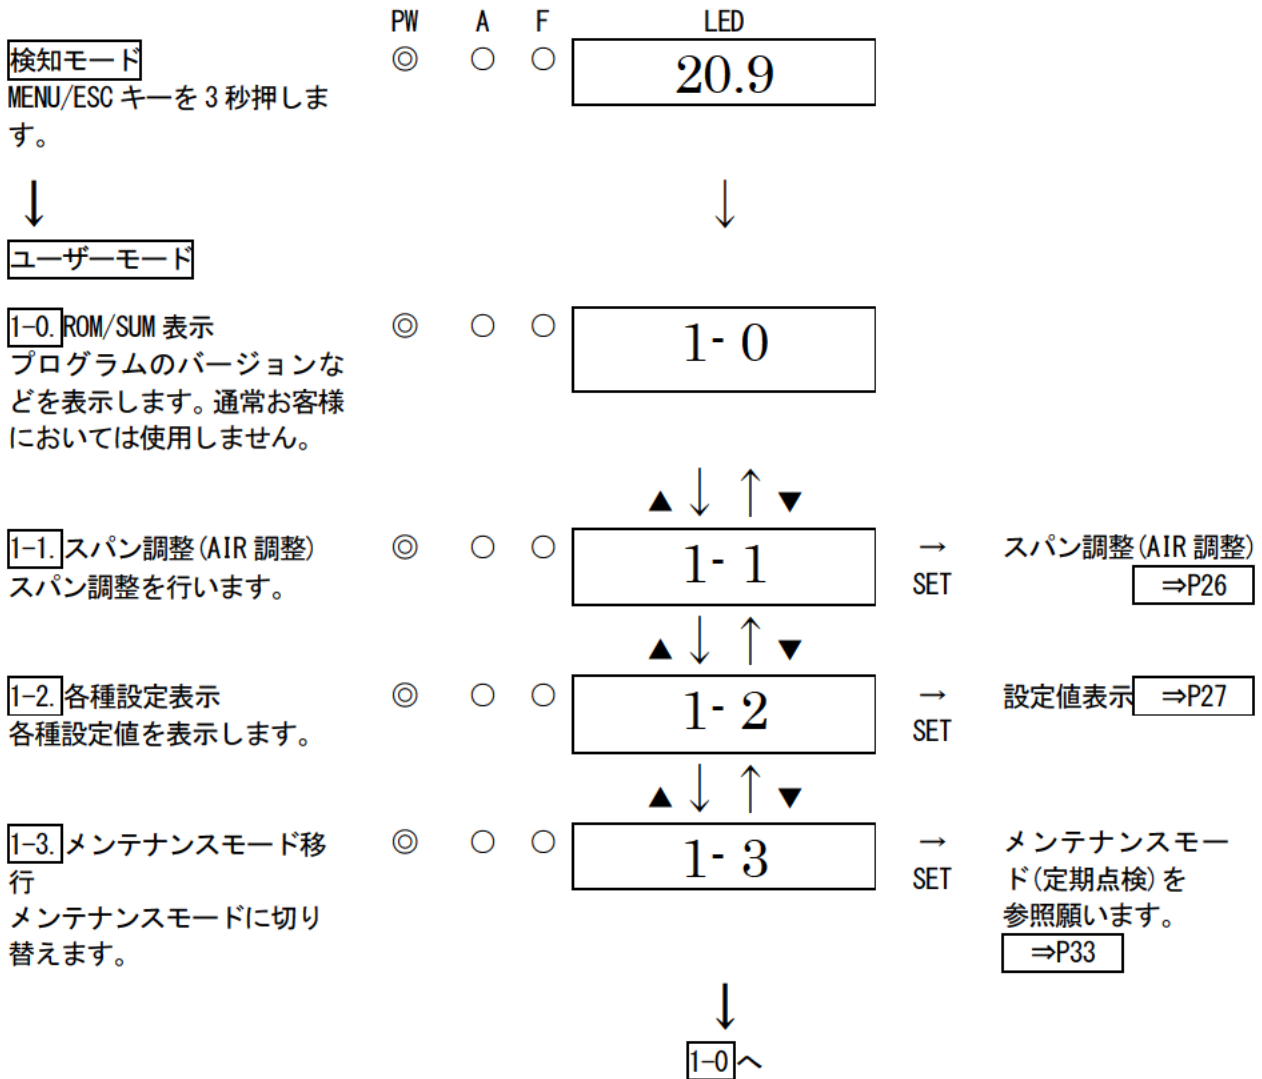 PW A F LED
検知モード ◎ ○ ○ 20.9
MENU/ESC キーを 3 秒押しま
す。
↓ ↓
ユーザーモード
1-0. ROM/SUM 表示 ◎ ○ ○ 1- 0
プログラムのバージョンな
どを表示します。通常お客様
においては使用しません。
▲ ↓ ↑ ▼
1-1. スパン調整(AIR 調整) ◎ ○ ○ 1- 1 → スパン調整(AIR 調整)
スパン調整を行います。 SET ⇒P26
▲ ↓ ↑ ▼
1-2. 各種設定表示 ◎ ○ ○ 1- 2 → 設定値表示 ⇒P27
各種設定値を表示します。 SET
▲ ↓ ↑ ▼
1-3. メンテナンスモード移 ◎ ○ ○ 1- 3 → メンテナンスモー
行 SET ド(定期点検)を
メンテナンスモードに切り 参照願います。
替えます。 ⇒P33
↓
1-0 へ